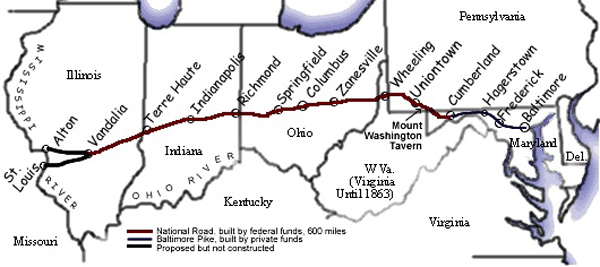 Pennsylvania
Illinois
MISSISSIPPI
RIVER
St.
Louis
Alton
Vandalia
Terre Haute
Indianapolis
Richmond
Springfield
Columbus
Zanesville
Wheeling
Uniontown
Cumberland
Hagerstown
Frederick
Baltimore
Mount
Washington
Tavern
Indiana
Ohio
Maryland
Del.
W Va.
(Virginia
Until 1863)
OHIO RIVER
Kentucky
Virginia
Missouri
National Road, built by federal funds, 600 miles
Baltimore Pike, built by private funds
Proposed but not constructed